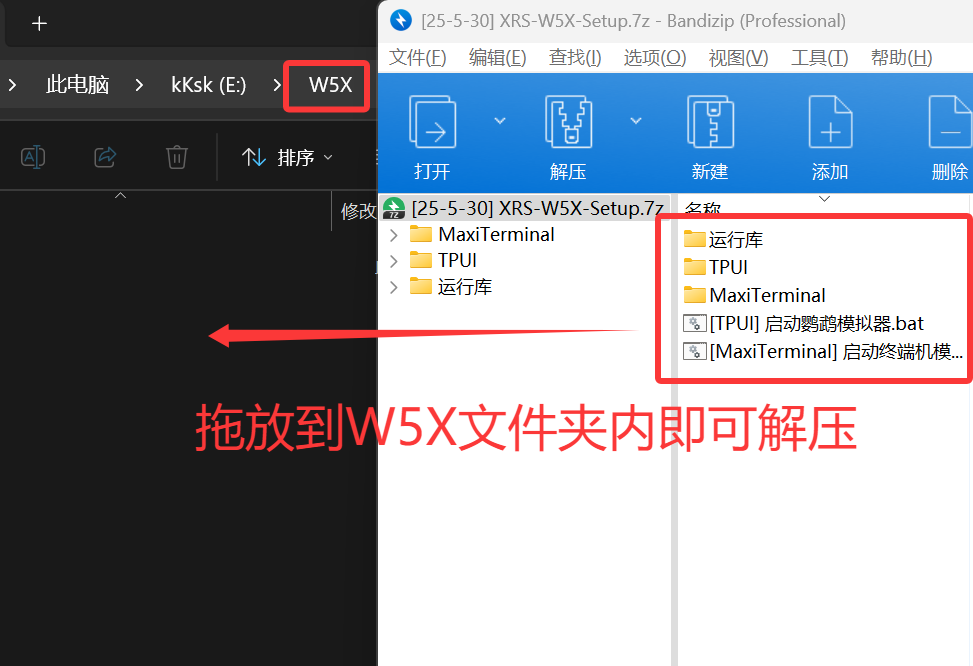 [25-5-30] XRS-W5X-Setup.7z - Bandizip (Professional)
文件(F) 编辑(E) 查找(I) 选项(O) 视图(V) 工具(T) 帮助(H)
此电脑 kKsk (E:) W5X
打开 解压 新建 添加 删除
排序
修改
[25-5-30] XRS-W5X-Setup.7z
MaxiTerminal
TPUI
运行库
名称
运行库
TPUI
MaxiTerminal
[TPUI] 启动鹦鹉模拟器.bat
[MaxiTerminal] 启动终端机模...
拖放到W5X文件夹内即可解压